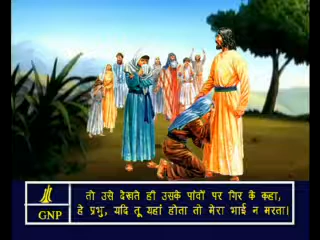 तो उसे देखते ही उसके पांवों पर गिर के कहा,
हे प्रभु, यदि तू यहां होता तो मेरा भाई न मरता।
GNP